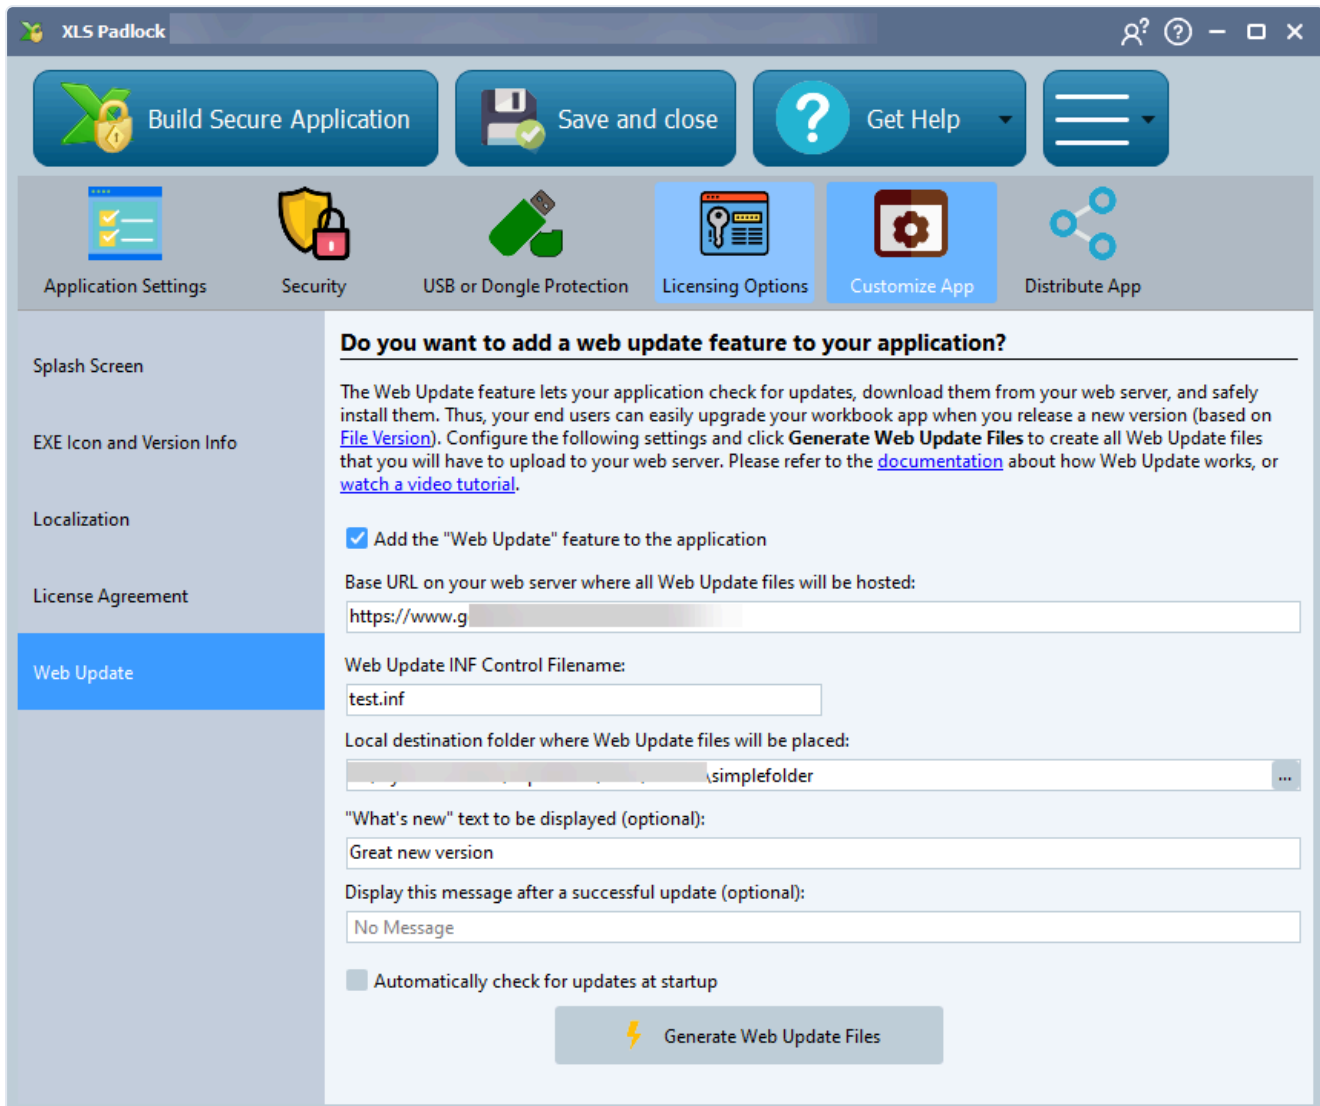 XLS Padlock
Build Secure Application
Save and close
Get Help
Application Settings
Security
USB or Dongle Protection
Licensing Options
Customize App
Distribute App
Splash Screen
EXE Icon and Version Info
Localization
License Agreement
Web Update
Do you want to add a web update feature to your application?
The Web Update feature lets your application check for updates, download them from your web server, and safely
install them. Thus, your end users can easily upgrade your workbook app when you release a new version (based on
File Version). Configure the following settings and click Generate Web Update Files to create all Web Update files
that you will have to upload to your web server. Please refer to the documentation about how Web Update works, or
watch a video tutorial.
Add the "Web Update" feature to the application
Base URL on your web server where all Web Update files will be hosted:
https://www.g
Web Update INF Control Filename:
test.inf
Local destination folder where Web Update files will be placed:
\simplefolder
...
"What's new" text to be displayed (optional):
Great new version
Display this message after a successful update (optional):
No Message
Automatically check for updates at startup
Generate Web Update Files